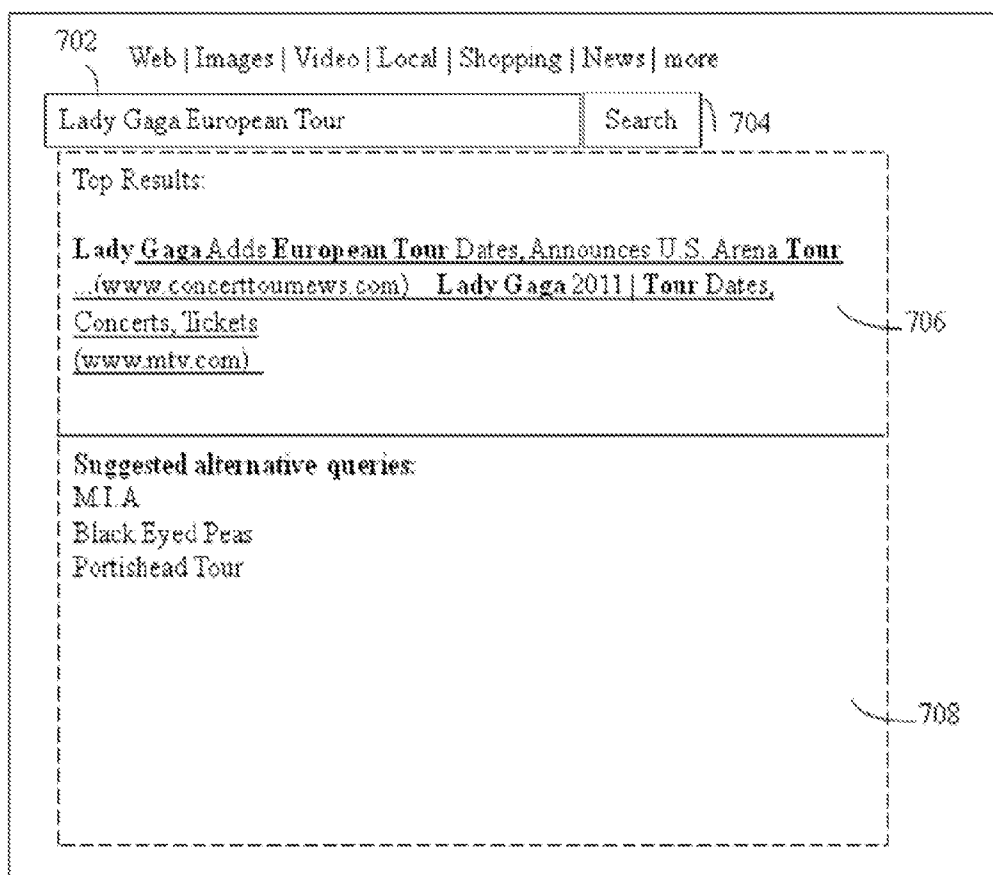 702
Web | Images | Video | Local | Shopping | News | more
Lady Gaga European Tour Search 704
Top Results:
Lady Gaga Adds European Tour Dates, Announces U.S. Arena Tour
...(www.concerttournews.com) Lady Gaga 2011 | Tour Dates,
Concerts, Tickets
706
(www.mtv.com)
Suggested alternative queries:
M.I.A
Black Eyed Peas
Portishead Tour
708